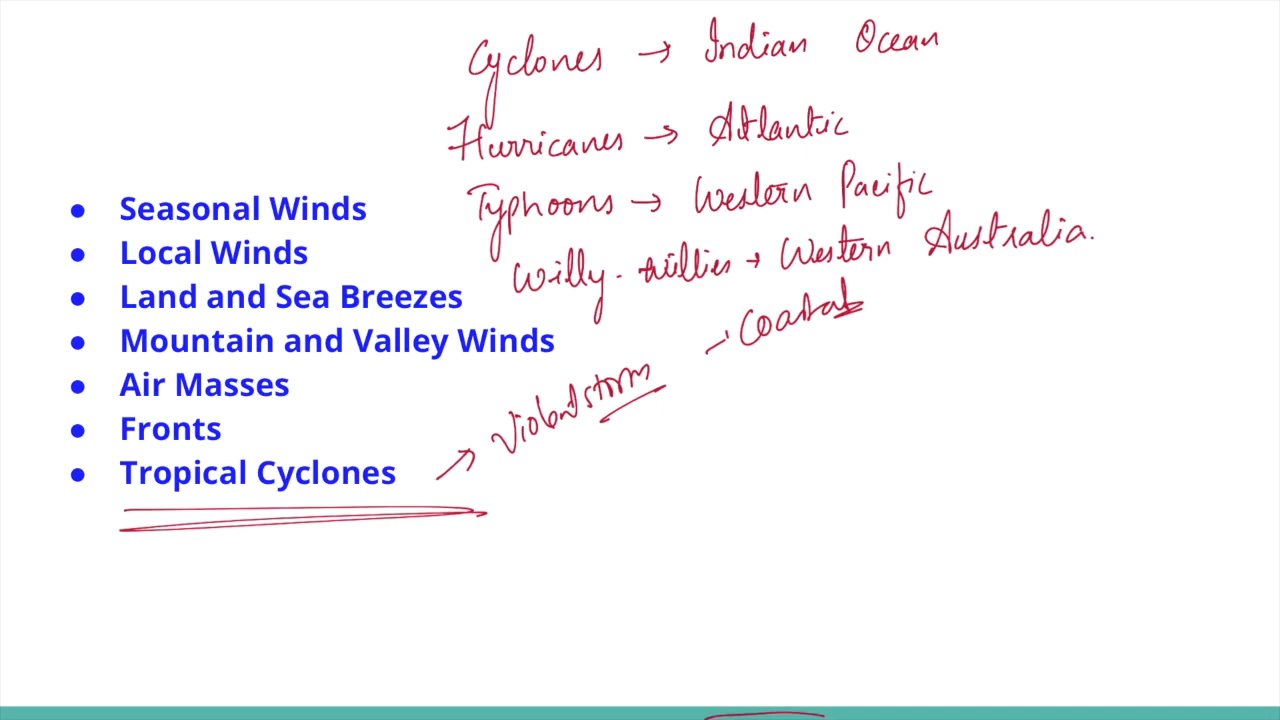 Cyclones → Indian Ocean
Hurricanes → Atlantic
Typhoons → Western Pacific
Willy-willies → Western Australia.
- Coastal
→ Violent storm
● Seasonal Winds
● Local Winds
● Land and Sea Breezes
● Mountain and Valley Winds
● Air Masses
● Fronts
● Tropical Cyclones